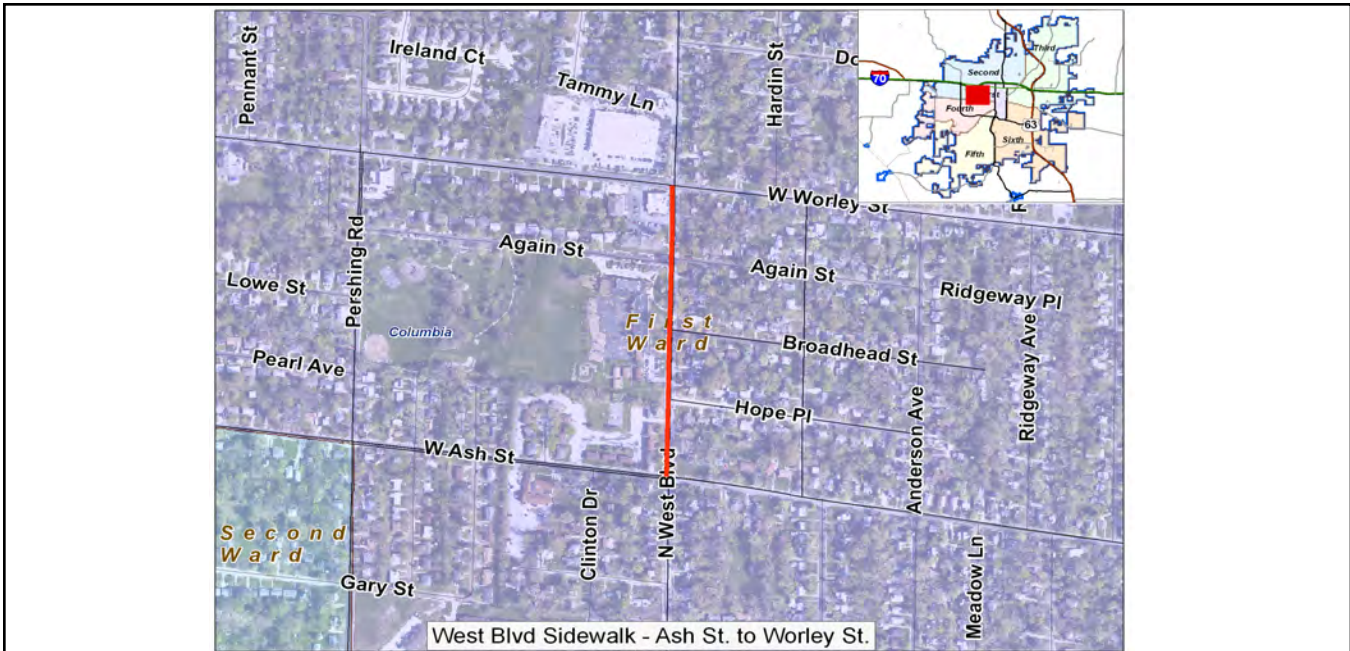 Pennant St
Ireland Ct
Tammy Ln
Hardin St
Do
Third
Second
70
Fourth
63
Sixth
Fifth
W Worley St
Pershing Rd
Again St
Again St
Lowe St
Ridgeway Pl
Columbia
First
Ward
Broadhead St
Ridgeway Ave
Pearl Ave
Hope Pl
Anderson Ave
W Ash St
N West Blvd
Clinton Dr
Second
Ward
Meadow Ln
Gary St
West Blvd Sidewalk - Ash St. to Worley St.